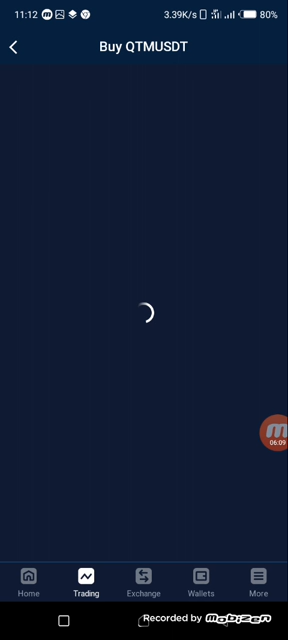 11:12 3.39K/s 80%
Buy QTMUSDT
06:09
Home Trading Exchange Wallets More
Recorded by mobizen